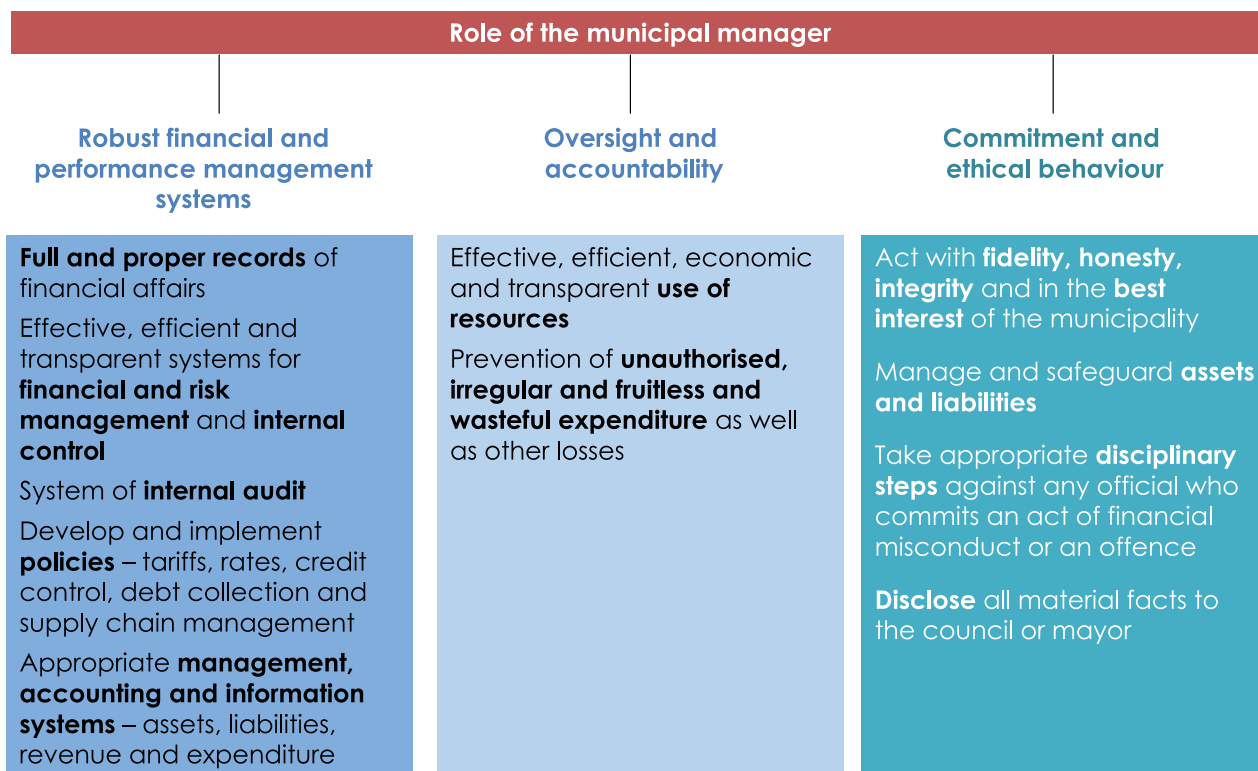 Role of the municipal manager
Robust financial and
performance management
systems
Full and proper records of
financial affairs
Effective, efficient and
transparent systems for
financial and risk
management and internal
control
System of internal audit
Develop and implement
policies – tariffs, rates, credit
control, debt collection and
supply chain management
Appropriate management,
accounting and information
systems – assets, liabilities,
revenue and expenditure
Oversight and
accountability
Effective, efficient, economic
and transparent use of
resources
Prevention of unauthorised,
irregular and fruitless and
wasteful expenditure as well
as other losses
Commitment and
ethical behaviour
Act with fidelity, honesty,
integrity and in the best
interest of the municipality
Manage and safeguard assets
and liabilities
Take appropriate disciplinary
steps against any official who
commits an act of financial
misconduct or an offence
Disclose all material facts to
the council or mayor